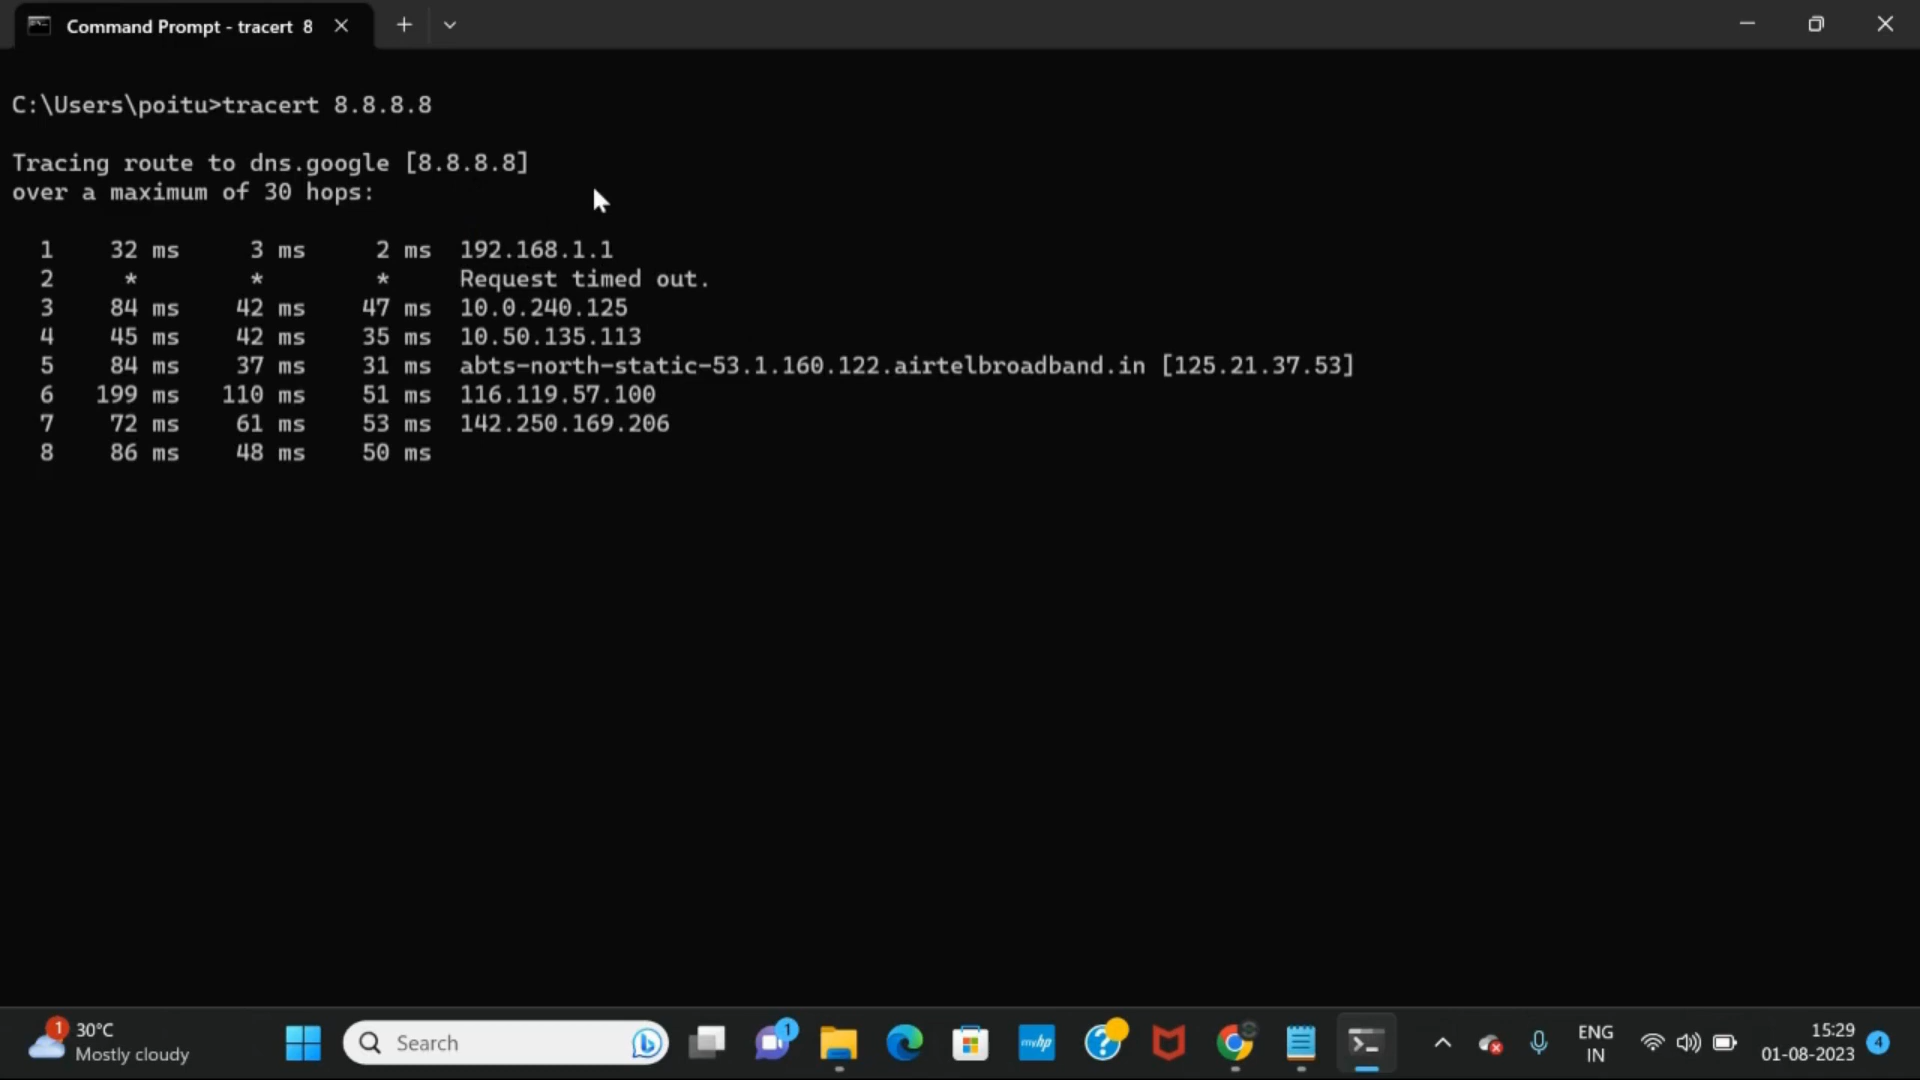 Command Prompt - tracert 8
C:\Users\poitu>tracert 8.8.8.8
Tracing route to dns.google [8.8.8.8]
over a maximum of 30 hops:
1 32 ms 3 ms 2 ms 192.168.1.1
2 * * * Request timed out.
3 84 ms 42 ms 47 ms 10.0.240.125
4 45 ms 42 ms 35 ms 10.50.135.113
5 84 ms 37 ms 31 ms abts-north-static-53.1.160.122.airtelbroadband.in [125.21.37.53]
6 199 ms 110 ms 51 ms 116.119.57.100
7 72 ms 61 ms 53 ms 142.250.169.206
8 86 ms 48 ms 50 ms
1
30°C
Mostly cloudy
Search
1
myhp
ENG
IN
15:29
01-08-2023
4